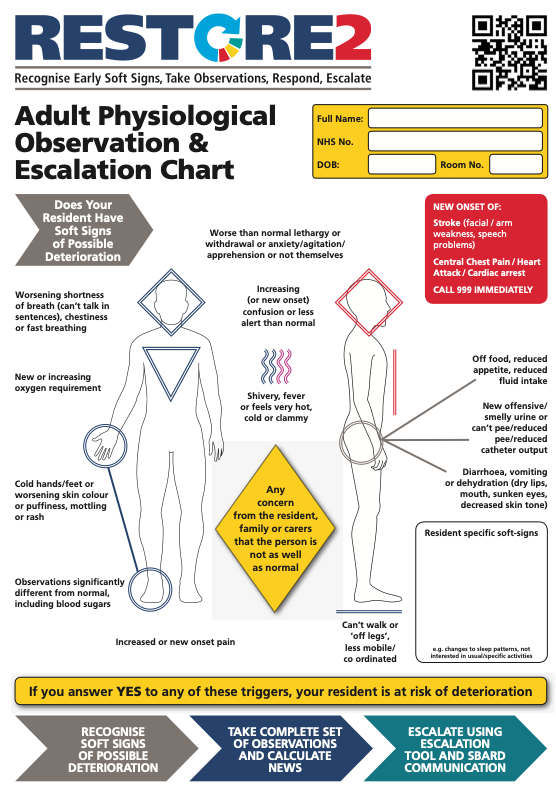 RESTORE2
Recognise Early Soft Signs, Take Observations, Respond, Escalate
Adult Physiological
Observation &
Escalation Chart
Full Name:
NHS No.
DOB:
Room No.
Does Your
Resident Have
Soft Signs
of Possible
Deterioration
Worse than normal lethargy or
withdrawal or anxiety/agitation/
apprehension or not themselves
NEW ONSET OF:
Stroke (facial / arm
weakness, speech
problems)
Central Chest Pain / Heart
Attack / Cardiac arrest
CALL 999 IMMEDIATELY
Worsening shortness
of breath (can't talk in
sentences), chestiness
or fast breathing
Increasing
(or new onset)
confusion or less
alert than normal
New or increasing
oxygen requirement
Shivery, fever
or feels very hot,
cold or clammy
Off food, reduced
appetite, reduced
fluid intake
New offensive/
smelly urine or
can't pee/reduced
pee/reduced
catheter output
Diarrhoea, vomiting
or dehydration (dry lips,
mouth, sunken eyes,
decreased skin tone)
Cold hands/feet or
worsening skin colour
or puffiness, mottling
or rash
Any
concern
from the resident,
family or carers
that the person is
not as well
as normal
Resident specific soft-signs
e.g. changes to sleep patterns, not
interested in usual/specific activities
Observations significantly
different from normal,
including blood sugars
Increased or new onset pain
Can't walk or
'off legs',
less mobile/
co ordinated
If you answer YES to any of these triggers, your resident is at risk of deterioration
RECOGNISE
SOFT SIGNS
OF POSSIBLE
DETERIORATION
TAKE COMPLETE SET
OF OBSERVATIONS
AND CALCULATE
NEWS
ESCALATE USING
ESCALATION
TOOL AND SBARD
COMMUNICATION